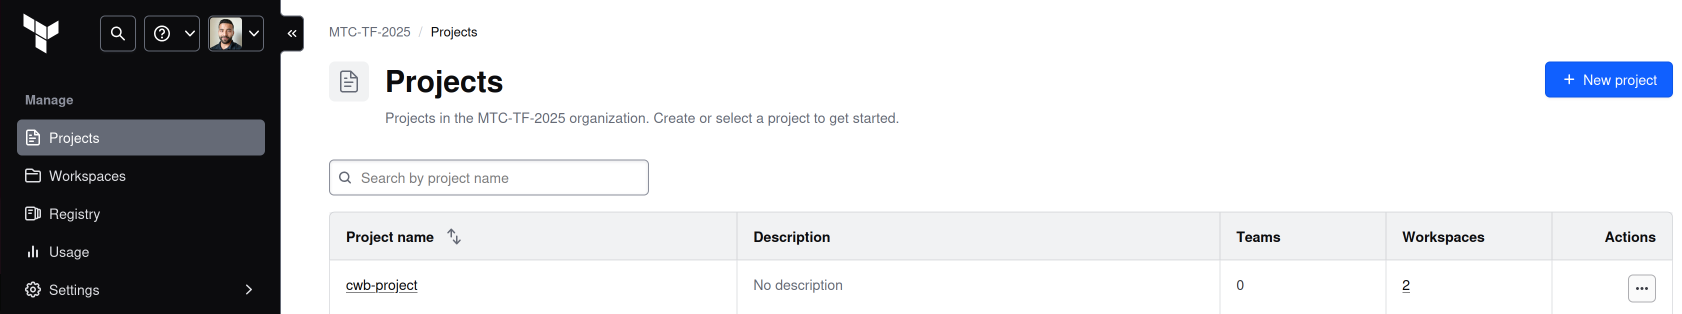 Manage
Projects
Workspaces
Registry
Usage
Settings
MTC-TF-2025 / Projects
Projects
Projects in the MTC-TF-2025 organization. Create or select a project to get started.
+ New project
Search by project name
Project name Description Teams Workspaces Actions
cwb-project No description 0 2